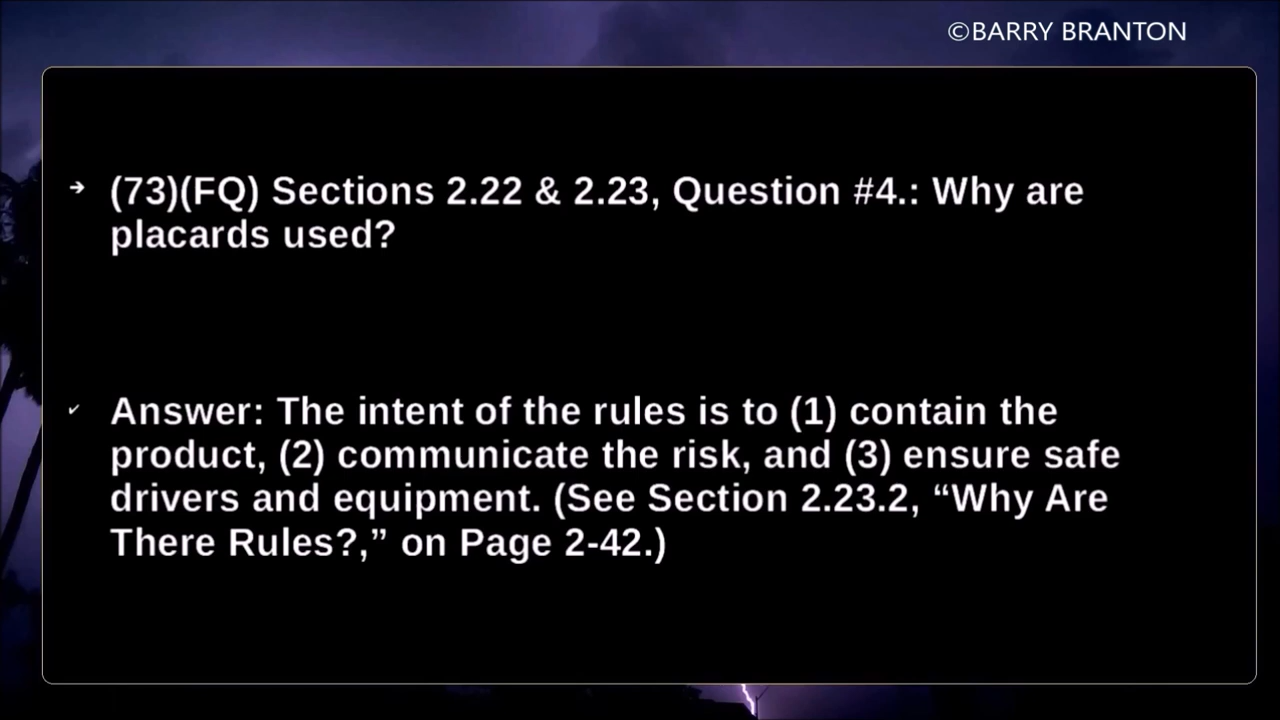 ©BARRY BRANTON
➔ (73)(FQ) Sections 2.22 & 2.23, Question #4.: Why are
placards used?
✓ Answer: The intent of the rules is to (1) contain the
product, (2) communicate the risk, and (3) ensure safe
drivers and equipment. (See Section 2.23.2, “Why Are
There Rules?,” on Page 2-42.)